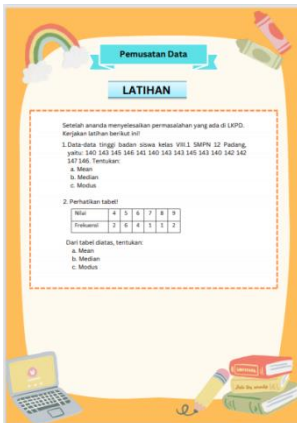 Pemusatan Data
LATIHAN
Setelah ananda menyelesaikan permasalahan yang ada di LKPD.
Kerjakan latihan berikut ini!
1. Data-data tinggi badan siswa kelas VIII.1 SMPN 12 Padang,
yaitu: 140 143 145 146 141 140 143 143 145 143 140 142 142
147 146. Tentukan:
a. Mean
b. Median
c. Modus
2. Perhatikan tabel!
Nilai 4 5 6 7 8 9
Frekuensi 2 6 4 1 1 2
Dari tabel diatas, tentukan:
a. Mean
b. Median
c. Modus